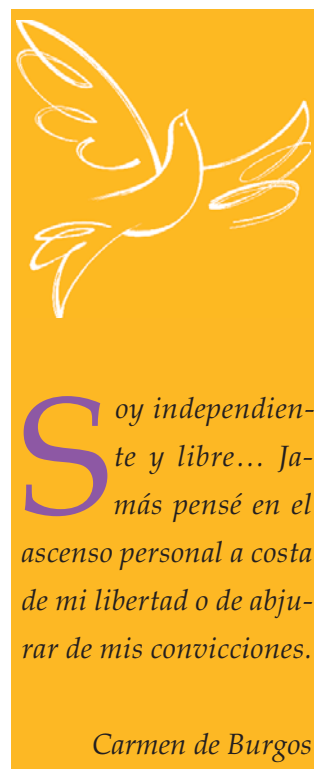 Soy independien-
te y libre… Ja-
más pensé en el
ascenso personal a costa
de mi libertad o de abju-
rar de mis convicciones.
Carmen de Burgos